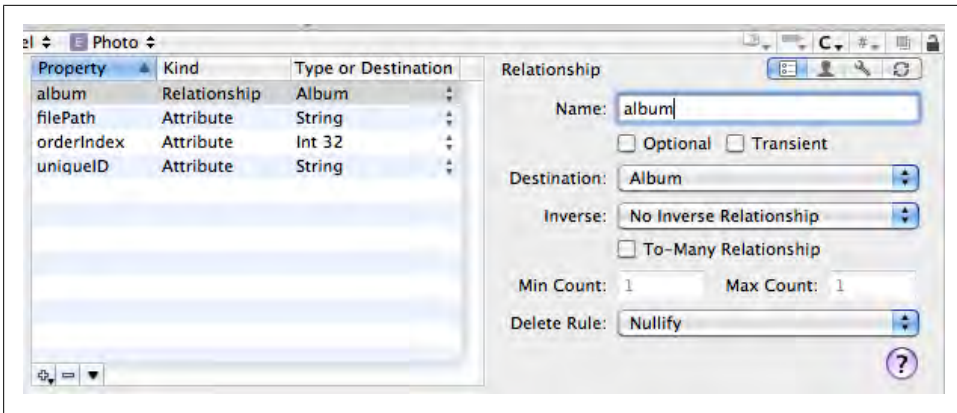 el E Photo
C #
Property Kind Type or Destination
album Relationship Album
filePath Attribute String
orderIndex Attribute Int 32
uniqueID Attribute String
Relationship
Name: album
Optional Transient
Destination: Album
Inverse: No Inverse Relationship
To-Many Relationship
Min Count: 1 Max Count: 1
Delete Rule: Nullify
?